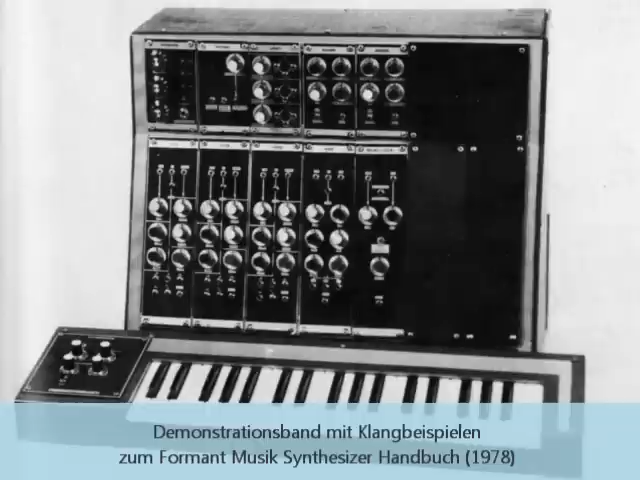 Demonstrationsband mit Klangbeispielen
zum Formant Musik Synthesizer Handbuch (1978)